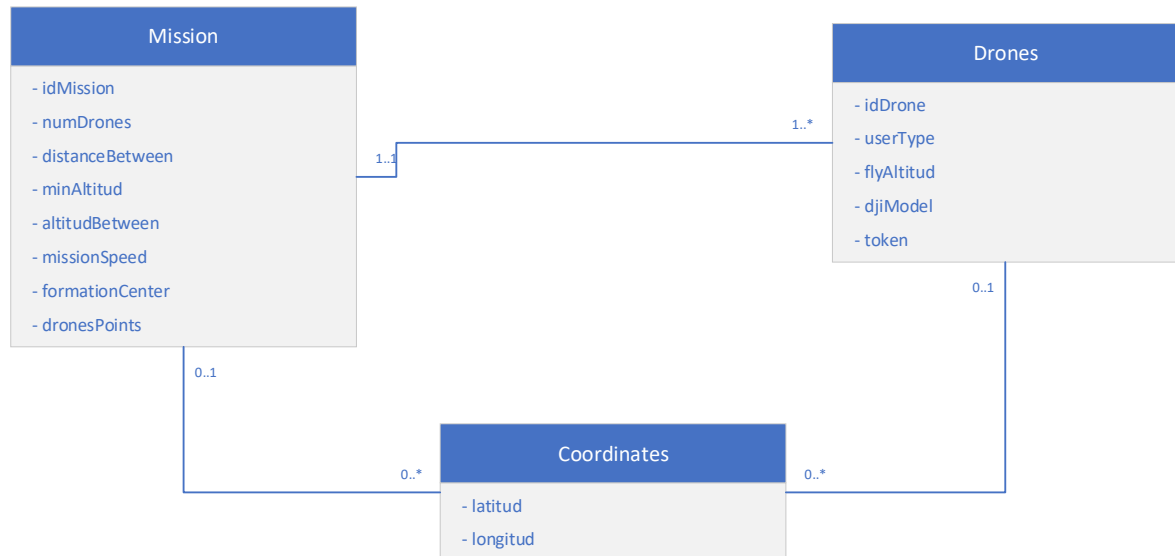 Mission
- idMission
- numDrones
- distanceBetween
- minAltitud
- altitudBetween
- missionSpeed
- formationCenter
- dronesPoints
Drones
- idDrone
- userType
- flyAltitud
- djiModel
- token
1..1
1..*
0..1
0..1
0..*
0..*
Coordinates
- latitud
- longitud